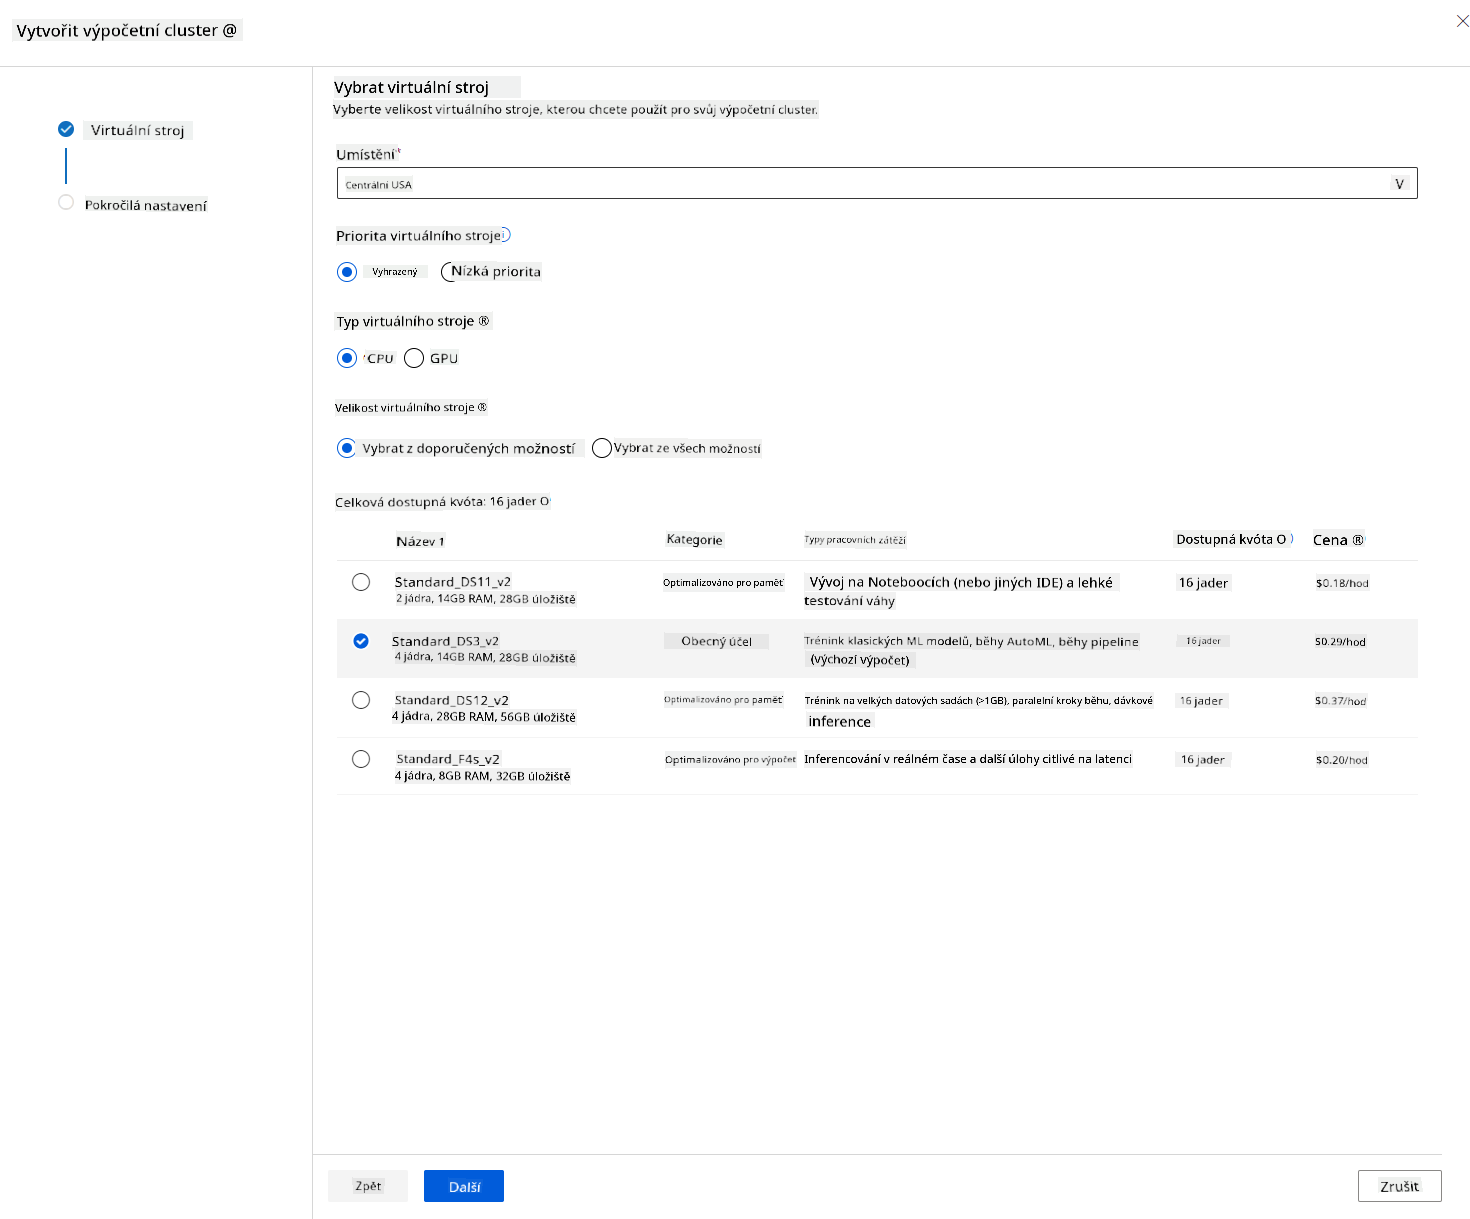 Vytvořit výpočetní cluster @
Virtuální stroj
Pokročilá nastavení
Vybrat virtuální stroj
Vyberte velikost virtuálního stroje, kterou chcete použít pro svůj výpočetní cluster.
Umístění*
Centrální USA V
Priorita virtuálního stroje i
Vyhrazený Nízká priorita
Typ virtuálního stroje ®
CPU GPU
Velikost virtuálního stroje ®
Vybrat z doporučených možností Vybrat ze všech možností
Celková dostupná kvóta: 16 jader O
Název 1 Kategorie Typy pracovních zátěží Dostupná kvóta O Cena ®
Standard_DS11_v2 Optimalizováno pro paměť Vývoj na Noteboocích (nebo jiných IDE) a lehké 16 jader $0.18/hod
2 jádra, 14GB RAM, 28GB úložiště testování váhy
Standard_DS3_v2 Obecný účel Trénink klasických ML modelů, běhy AutoML, běhy pipeline 16 jader $0.29/hod
4 jádra, 14GB RAM, 28GB úložiště (výchozí výpočet)
Standard_DS12_v2 Optimalizováno pro paměť Trénink na velkých datových sadách (>1GB), paralelní kroky běhu, dávkové 16 jader $0.37/hod
4 jádra, 28GB RAM, 56GB úložiště inference
Standard_F4s_v2 Optimalizováno pro výpočet Inferencování v reálném čase a další úlohy citlivé na latenci 16 jader $0.20/hod
4 jádra, 8GB RAM, 32GB úložiště
Zpět Další Zrušit